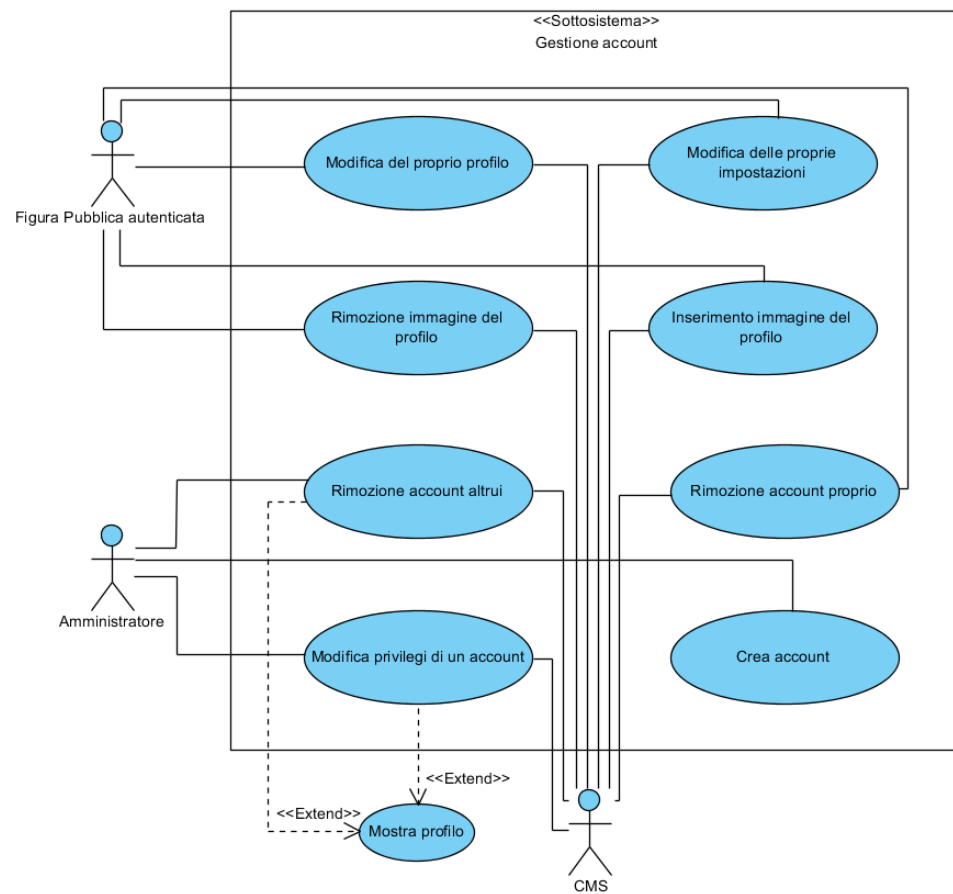 <<Sottosistema>>
Gestione account
Modifica del proprio profilo
Modifica delle proprie
impostazioni
Figura Pubblica autenticata
Rimozione immagine del
profilo
Inserimento immagine del
profilo
Rimozione account altrui
Rimozione account proprio
Amministratore
Modifica privilegi di un account
Crea account
<<Extend>>
<<Extend>>
Mostra profilo
CMS